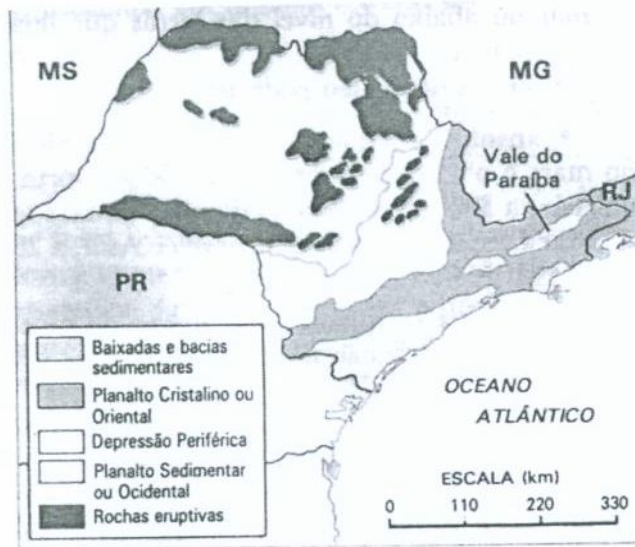 MS
MG
Vale do
Paraíba
RJ
PR
Baixadas e bacias
sedimentares
Planalto Cristalino ou
Oriental
Depressão Periférica
Planalto Sedimentar
ou Ocidental
Rochas eruptivas
OCEANO
ATLÂNTICO
ESCALA (km)
0 110 220 330